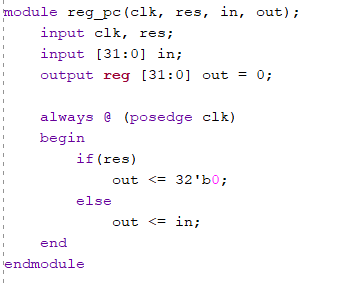 module reg_pc(clk, res, in, out);
    input clk, res;
    input [31:0] in;
    output reg [31:0] out = 0;

    always @ (posedge clk)
    begin
        if(res)
            out <= 32'b0;
        else
            out <= in;
    end
endmodule